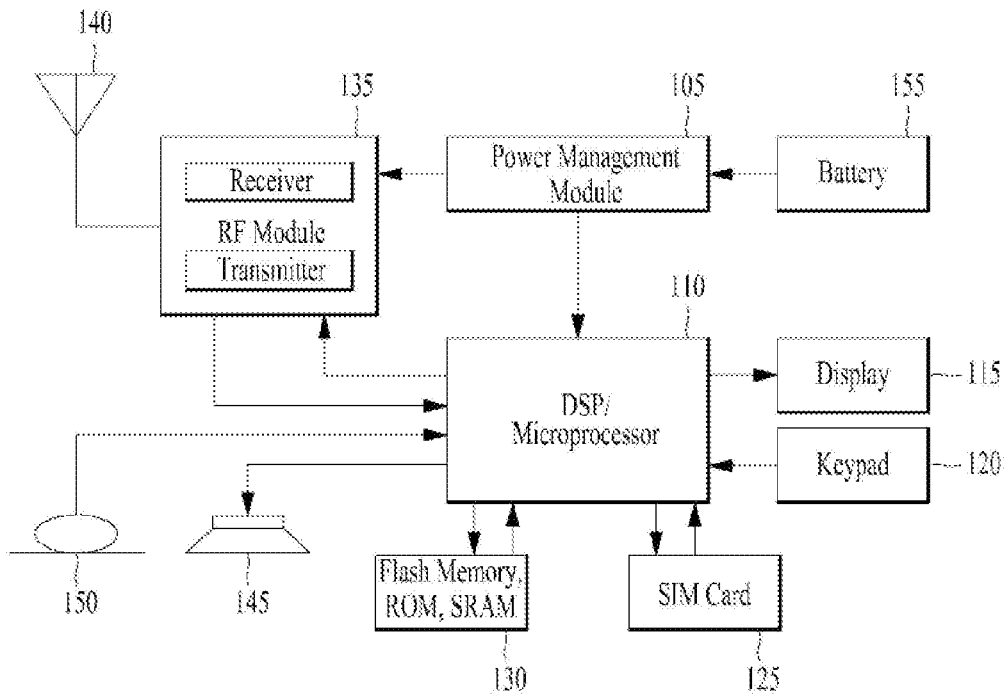 140
135
105
155
Receiver
RF Module
Transmitter
Power Management
Module
Battery
110
DSP/
Microprocessor
Display
115
Keypad
120
150
145
Flash Memory,
ROM, SRAM
130
SIM Card
125